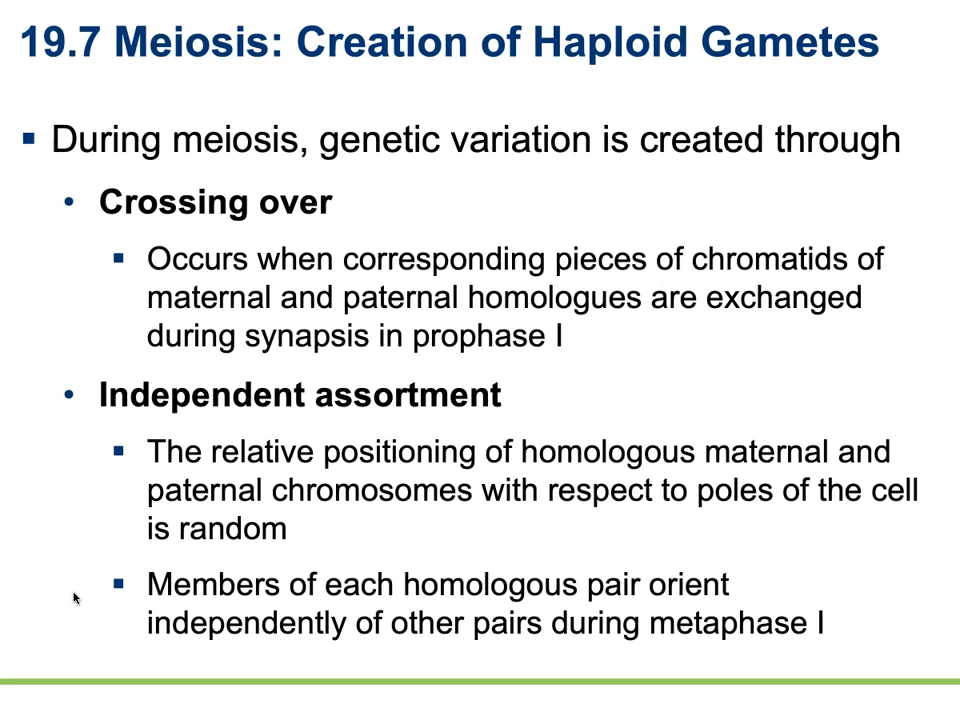 19.7 Meiosis: Creation of Haploid Gametes
▪ During meiosis, genetic variation is created through
• Crossing over
▪ Occurs when corresponding pieces of chromatids of
maternal and paternal homologues are exchanged
during synapsis in prophase I
• Independent assortment
▪ The relative positioning of homologous maternal and
paternal chromosomes with respect to poles of the cell
is random
▪ Members of each homologous pair orient
independently of other pairs during metaphase I